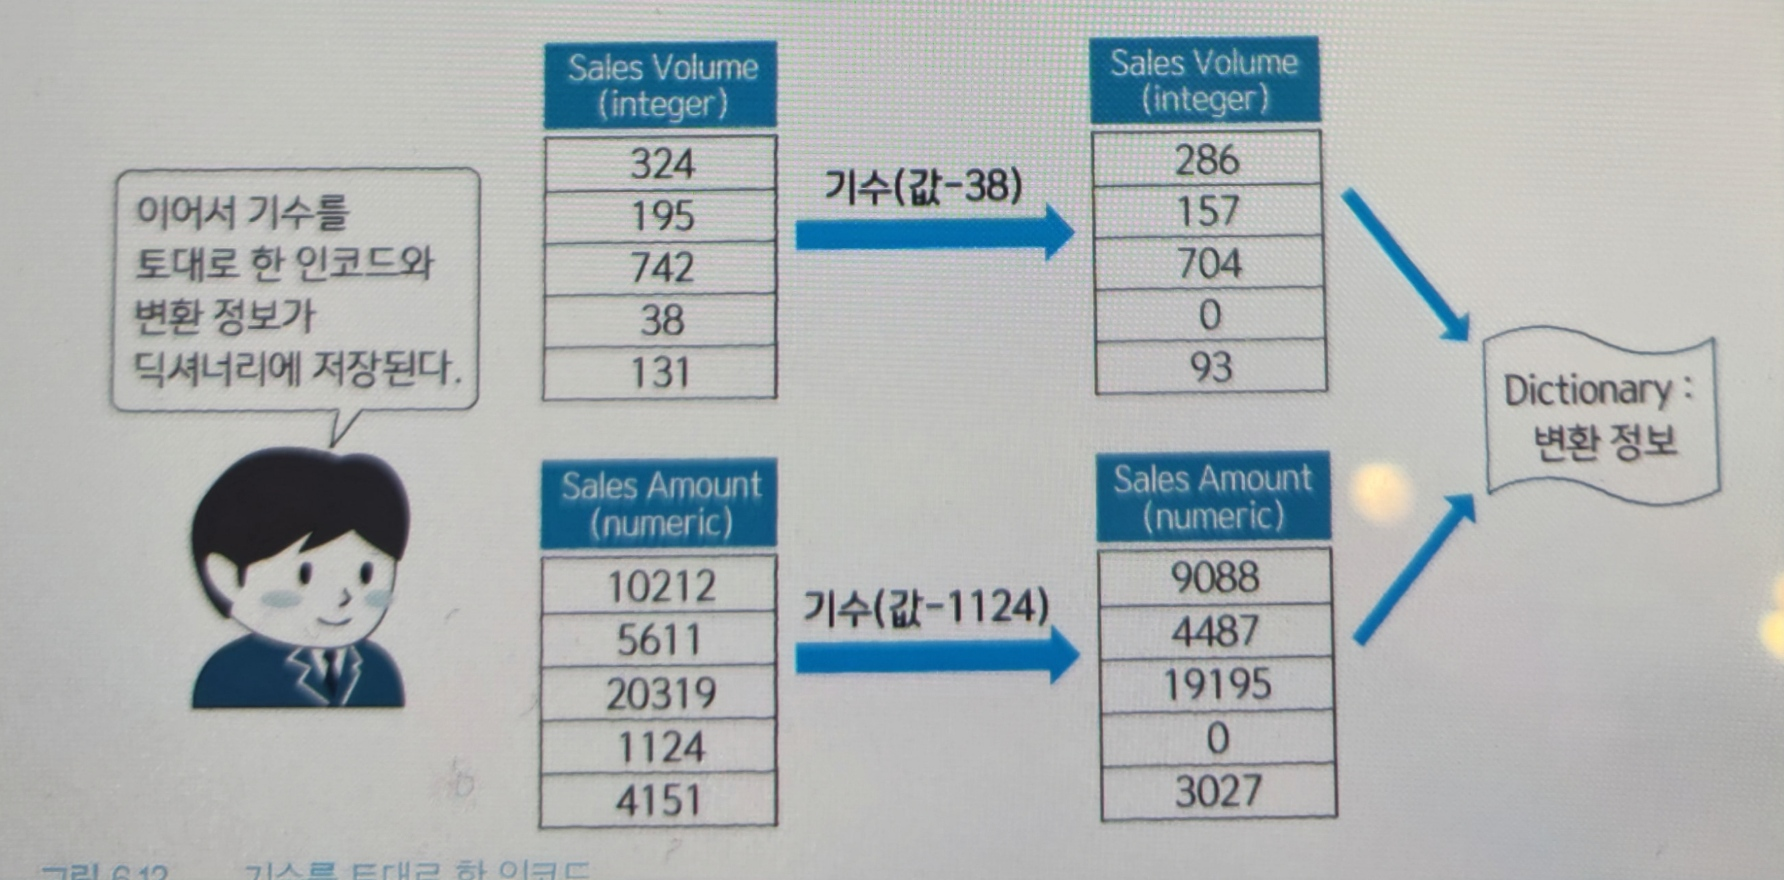 이어서 기수를
토대로 한 인코드와
변환 정보가
딕셔너리에 저장된다.
Sales Volume
(integer)
324
195
742
38
131
기수(값-38)
Sales Volume
(integer)
286
157
704
0
93
Sales Amount
(numeric)
10212
5611
20319
1124
4151
기수(값-1124)
Sales Amount
(numeric)
9088
4487
19195
0
3027
Dictionary :
변환 정보
그림 6.12 기수를 토대로 한 인코드